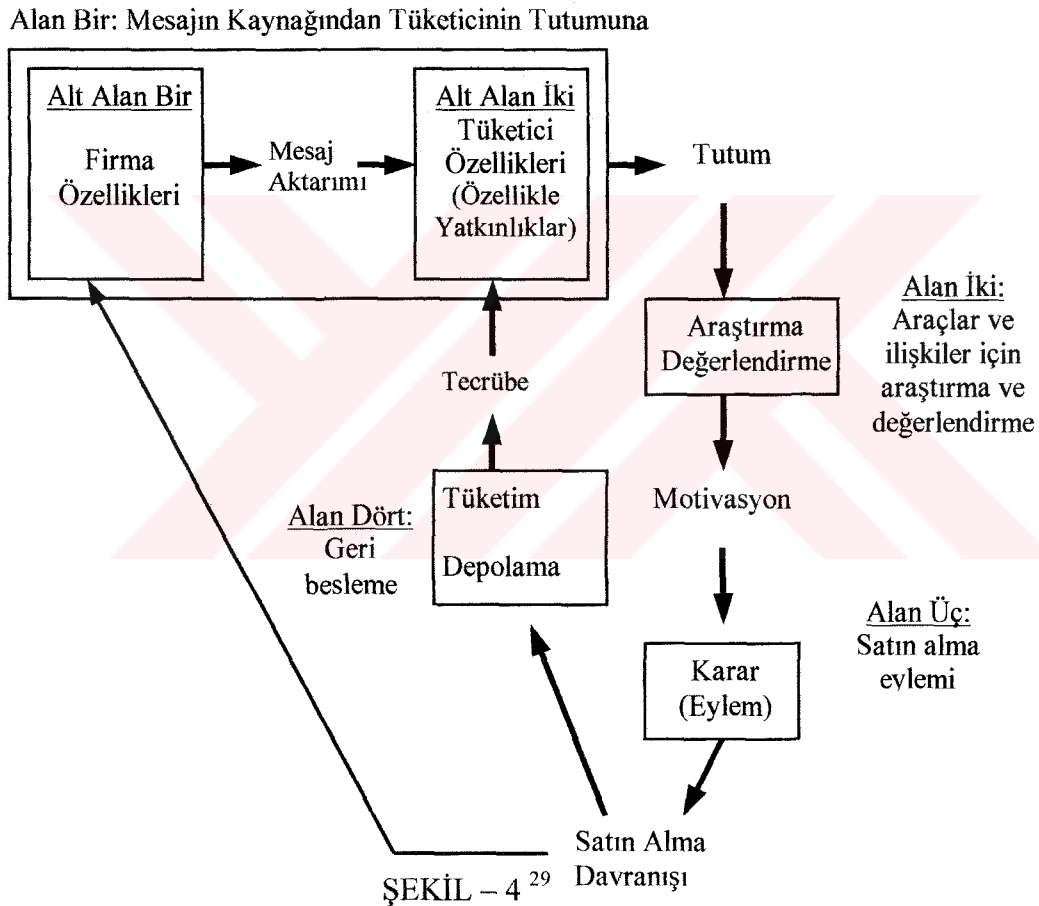 Alan Bir: Mesajın Kaynağından Tüketicinin Tutumuna
Alt Alan Bir
Firma
Özellikleri
Mesaj
Aktarımı
Alt Alan İki
Tüketici
Özellikleri
(Özellikle
Yatkınlıklar)
Tutum
Araştırma
Değerlendirme
Alan İki:
Araçlar ve
ilişkiler için
araştırma ve
değerlendirme
Tecrübe
Motivasyon
Tüketim
Depolama
Alan Dört:
Geri
besleme
Alan Üç:
Satın alma
eylemi
Karar
(Eylem)
Satın Alma
Davranışı
ŞEKİL – 4 29